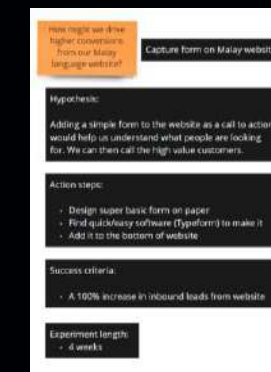 How might we drive
higher conversions
from our Malay
language website?
Capture form on Malay websit
Hypothesis:
Adding a simple form to the website as a call to action
would help us understand what people are looking
for. We can then call the high value customers.
Action steps:
- Design super basic form on paper
- Find quick/easy software (Typeform) to make it
- Add it to the bottom of website
Success criteria:
- A 100% increase in inbound leads from website
Experiment length:
- 4 weeks